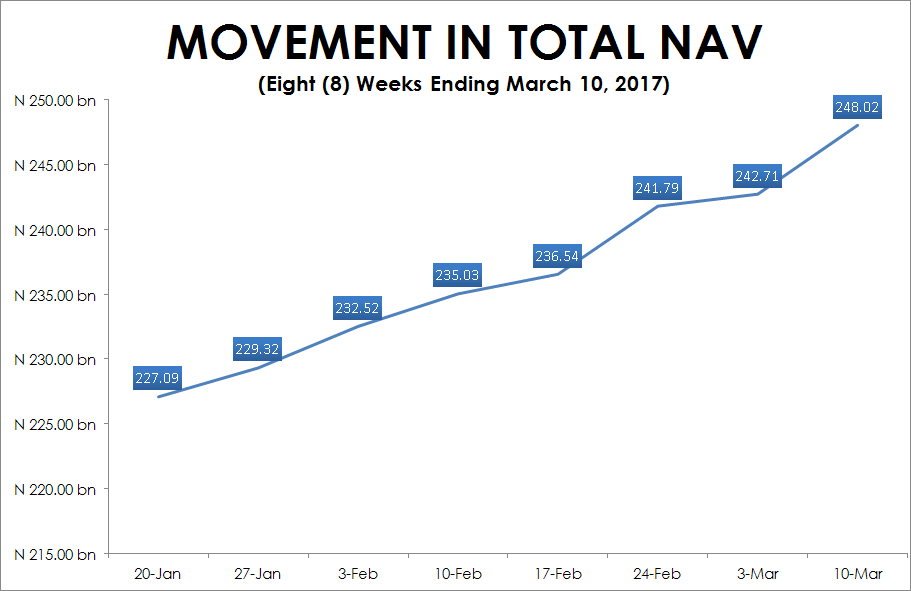 MOVEMENT IN TOTAL NAV
(Eight (8) Weeks Ending March 10, 2017)
N 250.00 bn
N 245.00 bn
N 240.00 bn
N 235.00 bn
N 230.00 bn
N 225.00 bn
N 220.00 bn
N 215.00 bn
227.09
229.32
232.52
235.03
236.54
241.79
242.71
248.02
20-Jan 27-Jan 3-Feb 10-Feb 17-Feb 24-Feb 3-Mar 10-Mar